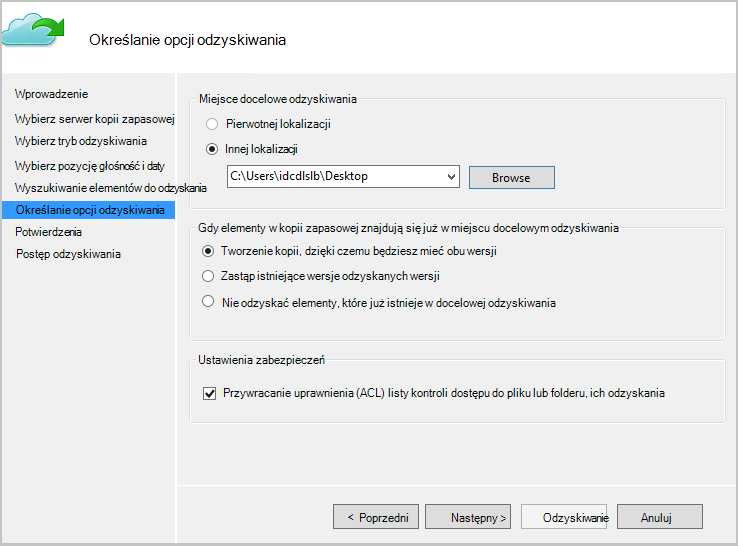 Określanie opcji odzyskiwania
Wprowadzenie
Wybierz serwer kopii zapasowej
Wybierz tryb odzyskiwania
Wybierz pozycję głośność i daty
Wyszukiwanie elementów do odzyskania
Określanie opcji odzyskiwania
Potwierdzenia
Postęp odzyskiwania
Miejsce docelowe odzyskiwania
Pierwotnej lokalizacji
Innej lokalizacji
C:\Users\idcdlslb\Desktop
Browse
Gdy elementy w kopii zapasowej znajdują się już w miejscu docelowym odzyskiwania
Tworzenie kopii, dzięki czemu będziesz mieć obu wersji
Zastąp istniejące wersje odzyskanych wersji
Nie odzyskać elementy, które już istnieje w docelowej odzyskiwania
Ustawienia zabezpieczeń
Przywracanie uprawnienia (ACL) listy kontroli dostępu do pliku lub folderu, ich odzyskania
< Poprzedni
Następny >
Odzyskiwanie
Anuluj